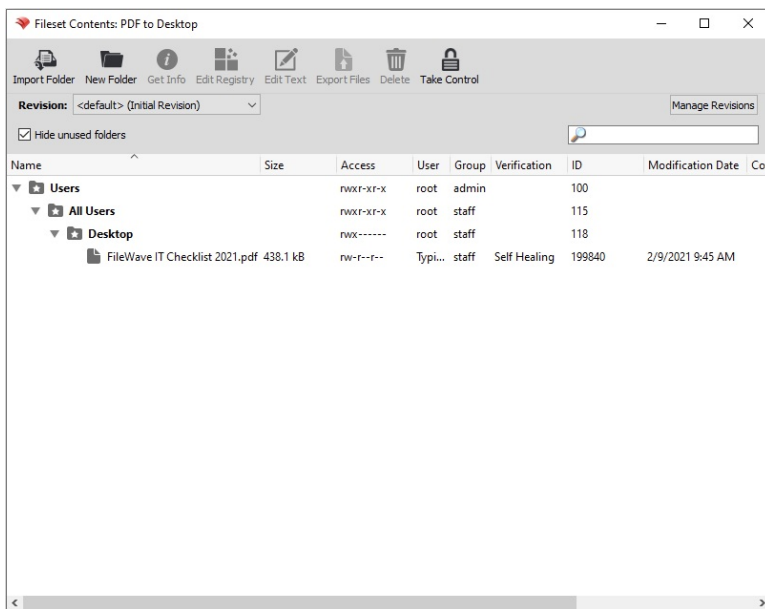 Fileset Contents: PDF to Desktop
Import Folder New Folder Get Info Edit Registry Edit Text Export Files Delete Take Control
Revision: <default> (Initial Revision) Manage Revisions
Hide unused folders
Name Size Access User Group Verification ID Modification Date Co
Users rwxr-xr-x root admin 100
All Users rwxr-xr-x root staff 115
Desktop rwx------ root staff 118
FileWave IT Checklist 2021.pdf 438.1 kB rw-r--r-- Typi... staff Self Healing 199840 2/9/2021 9:45 AM